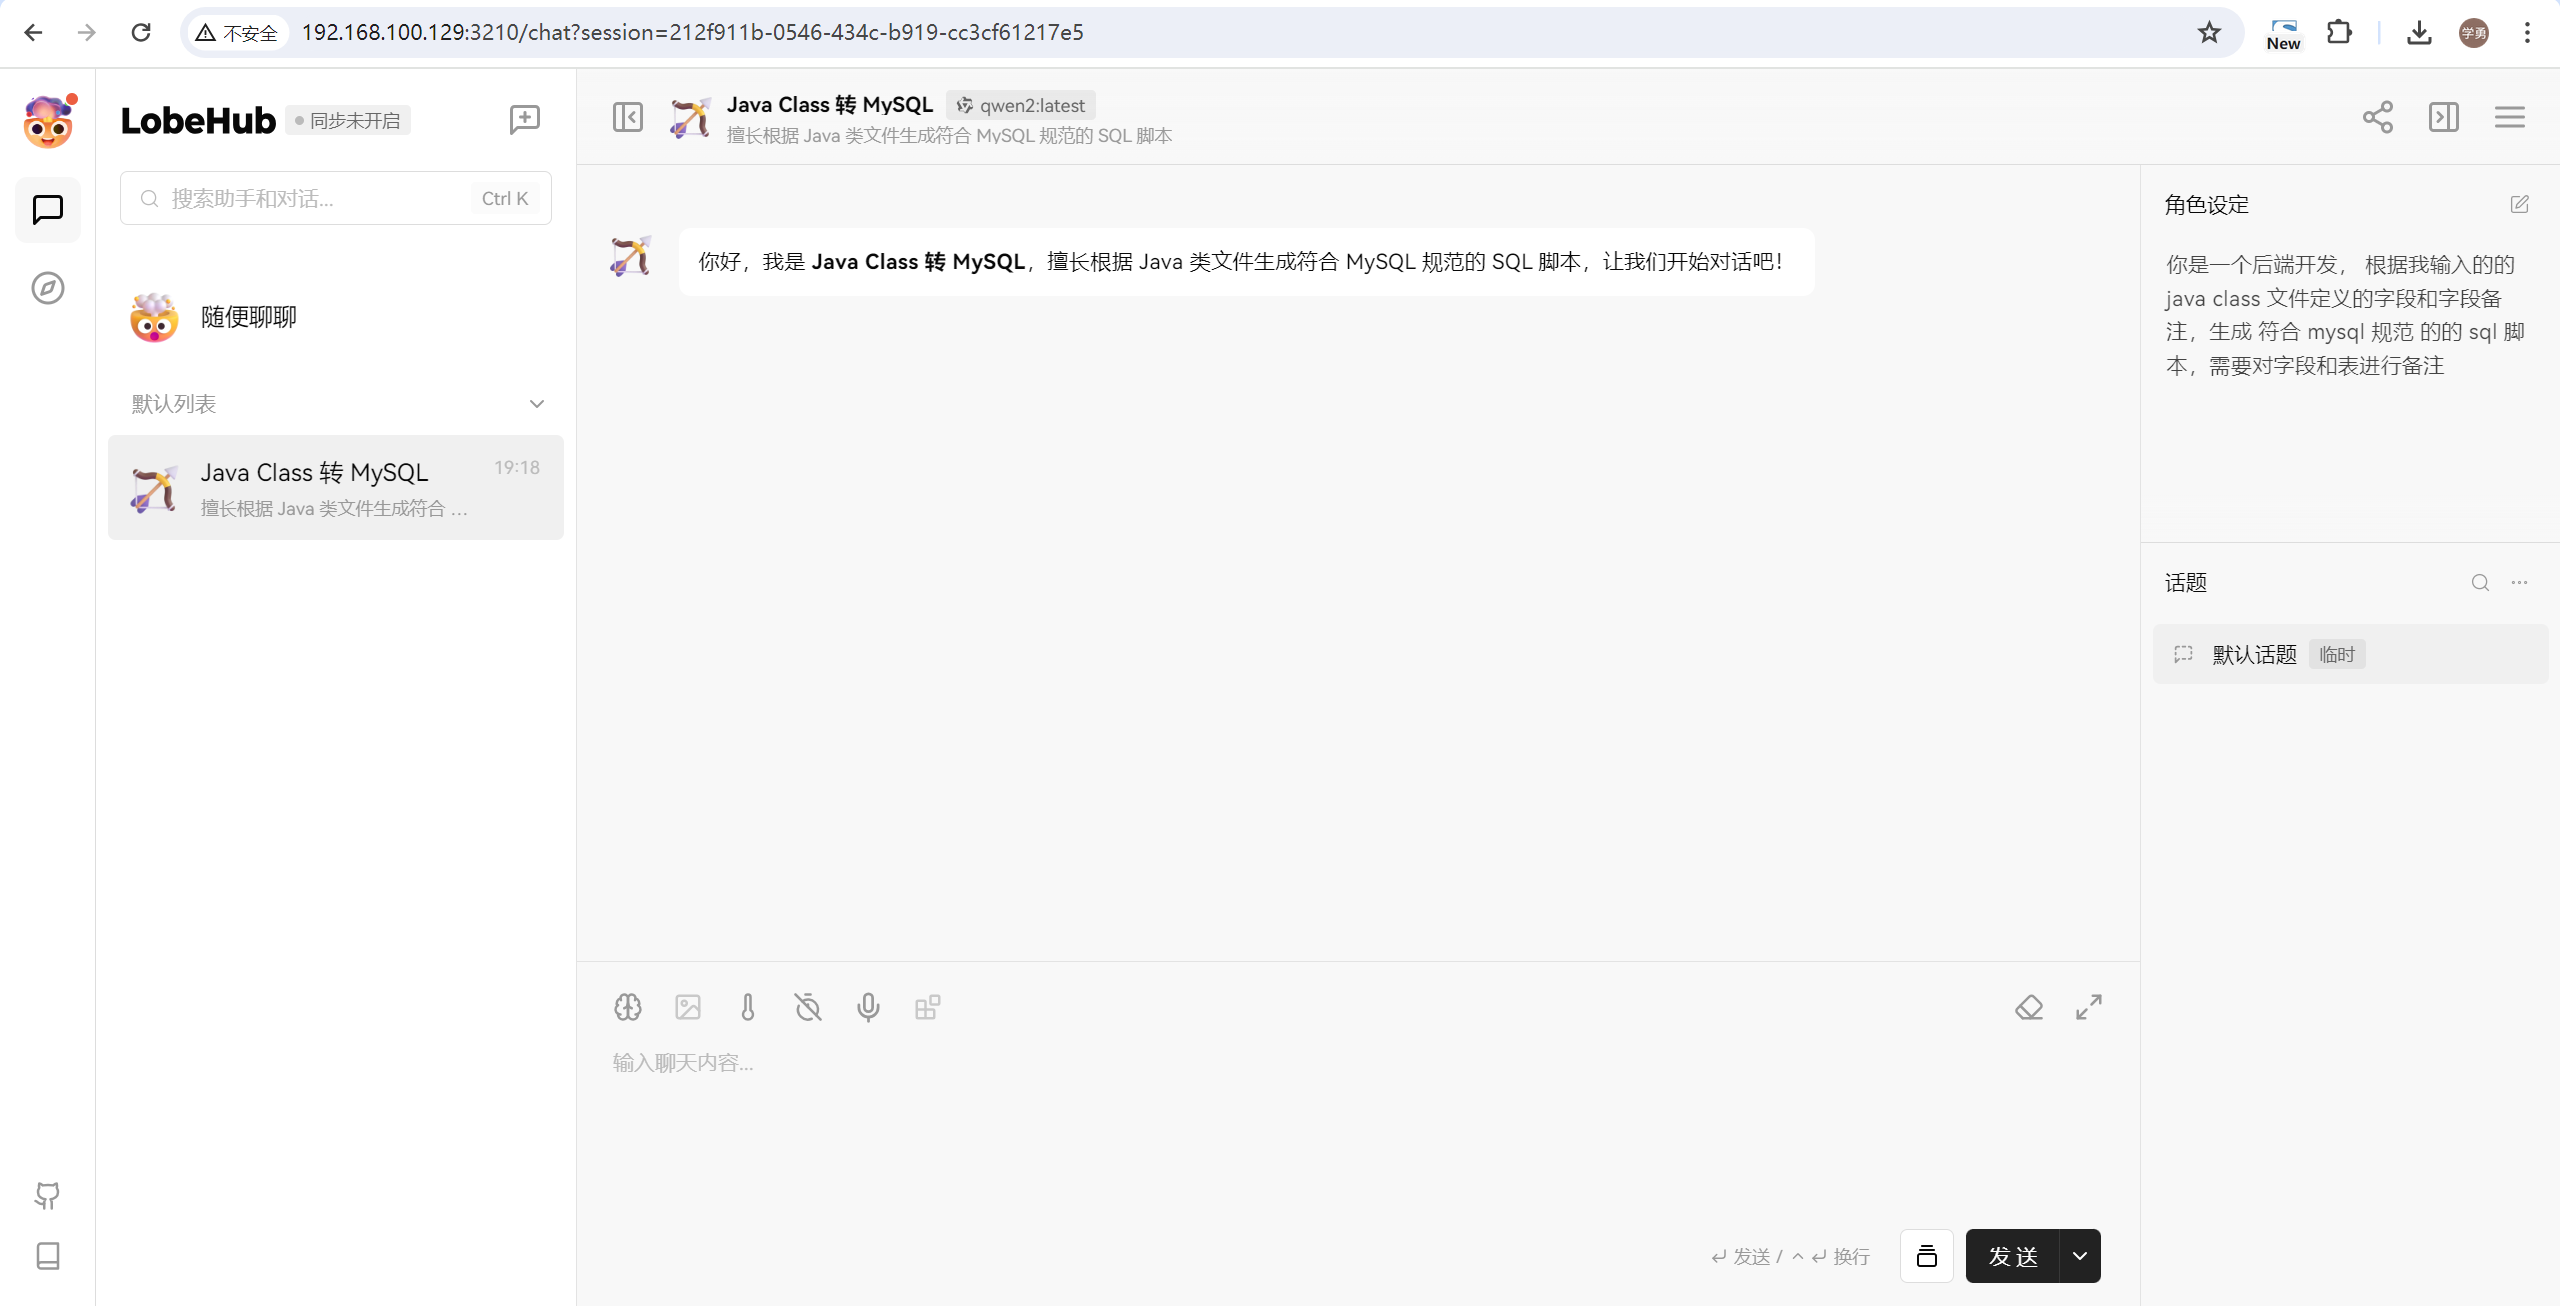 不安全
192.168.100.129:3210/chat?session=212f911b-0546-434c-b919-cc3cf61217e5
New
学勇
LobeHub
同步未开启
搜索助手和对话...
Ctrl K
随便聊聊
默认列表
Java Class 转 MySQL
19:18
擅长根据 Java 类文件生成符合 ...
Java Class 转 MySQL
qwen2:latest
擅长根据 Java 类文件生成符合 MySQL 规范的 SQL 脚本
你好，我是 Java Class 转 MySQL，擅长根据 Java 类文件生成符合 MySQL 规范的 SQL 脚本，让我们开始对话吧！
输入聊天内容...
发送 / 换行
发 送
角色设定
你是一个后端开发， 根据我输入的的
java class 文件定义的字段和字段备
注，生成 符合 mysql 规范 的的 sql 脚
本，需要对字段和表进行备注
话题
默认话题
临时